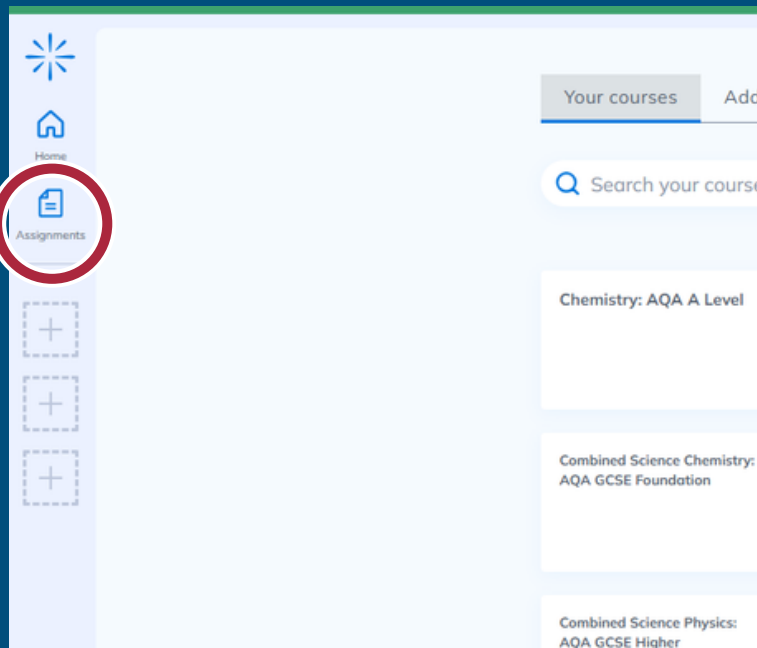 Home
Assignments
Your courses
Search your
Chemistry: AQA A Level
Combined Science Chemistry:
AQA GCSE Foundation
Combined Science Physics:
AQA GCSE Higher